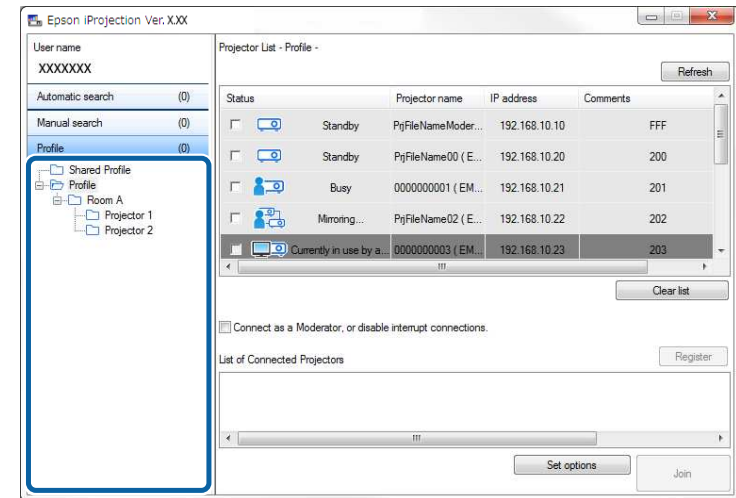 Epson iProjection Ver. X.XX
User name
XXXXXXX
Automatic search (0)
Manual search (0)
Profile (0)
Shared Profile
Profile
Room A
Projector 1
Projector 2
Projector List - Profile -
Refresh
Status Projector name IP address Comments
Standby PrjFileNameModer... 192.168.10.10 FFF
Standby PrjFileName00 ( E... 192.168.10.20 200
Busy 0000000001 ( EM... 192.168.10.21 201
Mirroring... PrjFileName02 ( E... 192.168.10.22 202
Currently in use by a... 0000000003 ( EM... 192.168.10.23 203
Clear list
Connect as a Moderator, or disable interrupt connections.
List of Connected Projectors
Register
Set options
Join